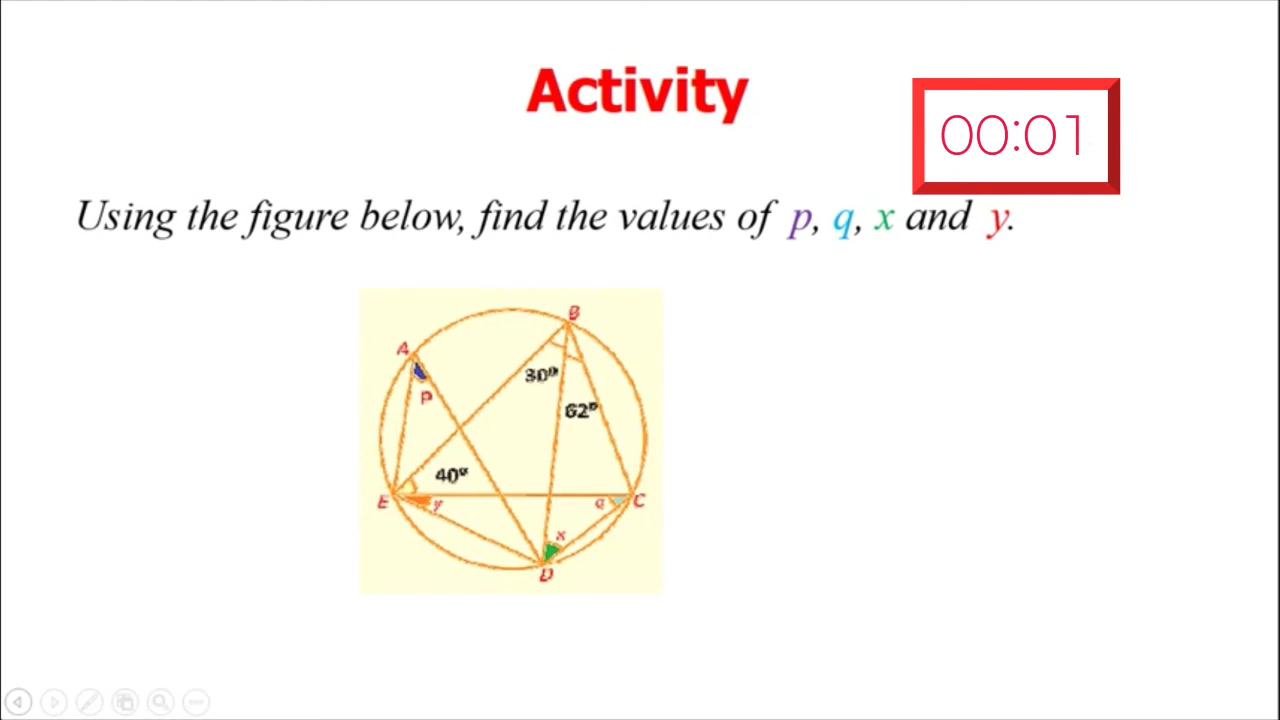 Activity
00:01
Using the figure below, find the values of p, q, x and y.
B
A
30°
P
62°
40°
E
y
q
C
x
D